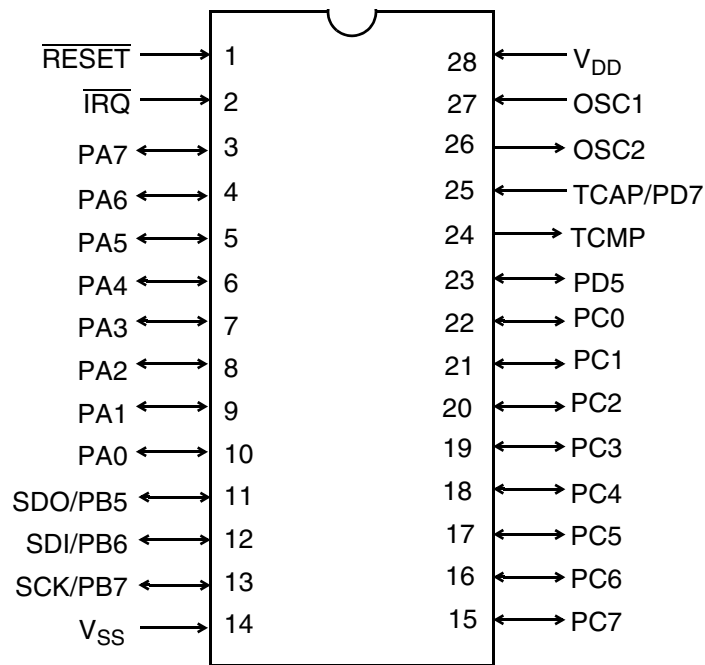 R̅E̅S̅E̅T̅ 1 28 VDD
I̅R̅Q̅ 2 27 OSC1
PA7 3 26 OSC2
PA6 4 25 TCAP/PD7
PA5 5 24 TCMP
PA4 6 23 PD5
PA3 7 22 PC0
PA2 8 21 PC1
PA1 9 20 PC2
PA0 10 19 PC3
SDO/PB5 11 18 PC4
SDI/PB6 12 17 PC5
SCK/PB7 13 16 PC6
VSS 14 15 PC7